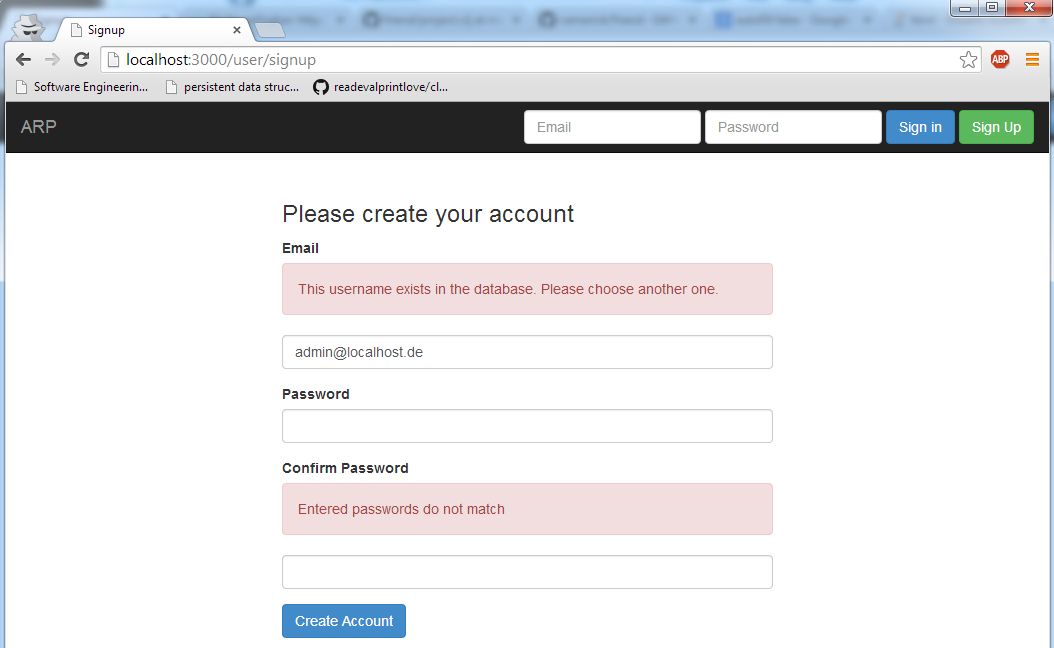 Signup
localhost:3000/user/signup
ABP
Software Engineerin... persistent data struc... readevalprintlove/cl...
ARP Email Password Sign in Sign Up
Please create your account
Email
This username exists in the database. Please choose another one.
admin@localhost.de
Password
Confirm Password
Entered passwords do not match
Create Account